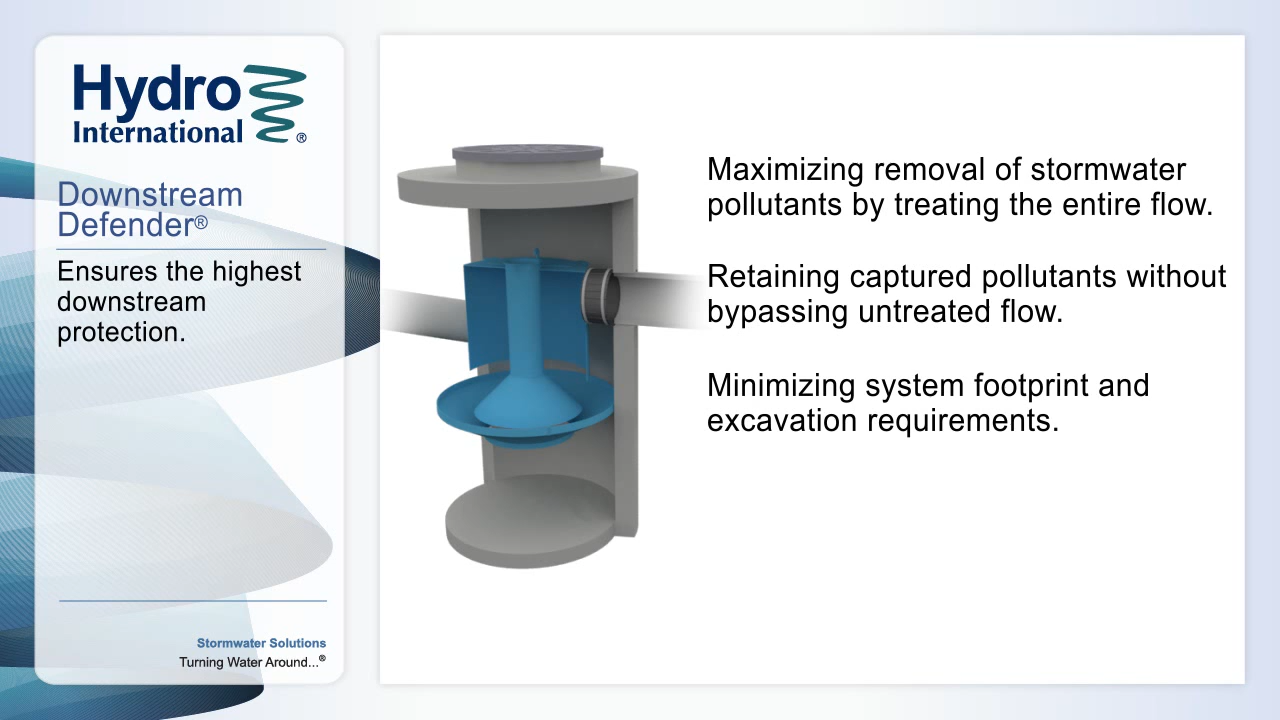 Hydro
International®
Downstream
Defender®
Ensures the highest
downstream
protection.
Stormwater Solutions
Turning Water Around...®
Maximizing removal of stormwater
pollutants by treating the entire flow.
Retaining captured pollutants without
bypassing untreated flow.
Minimizing system footprint and
excavation requirements.